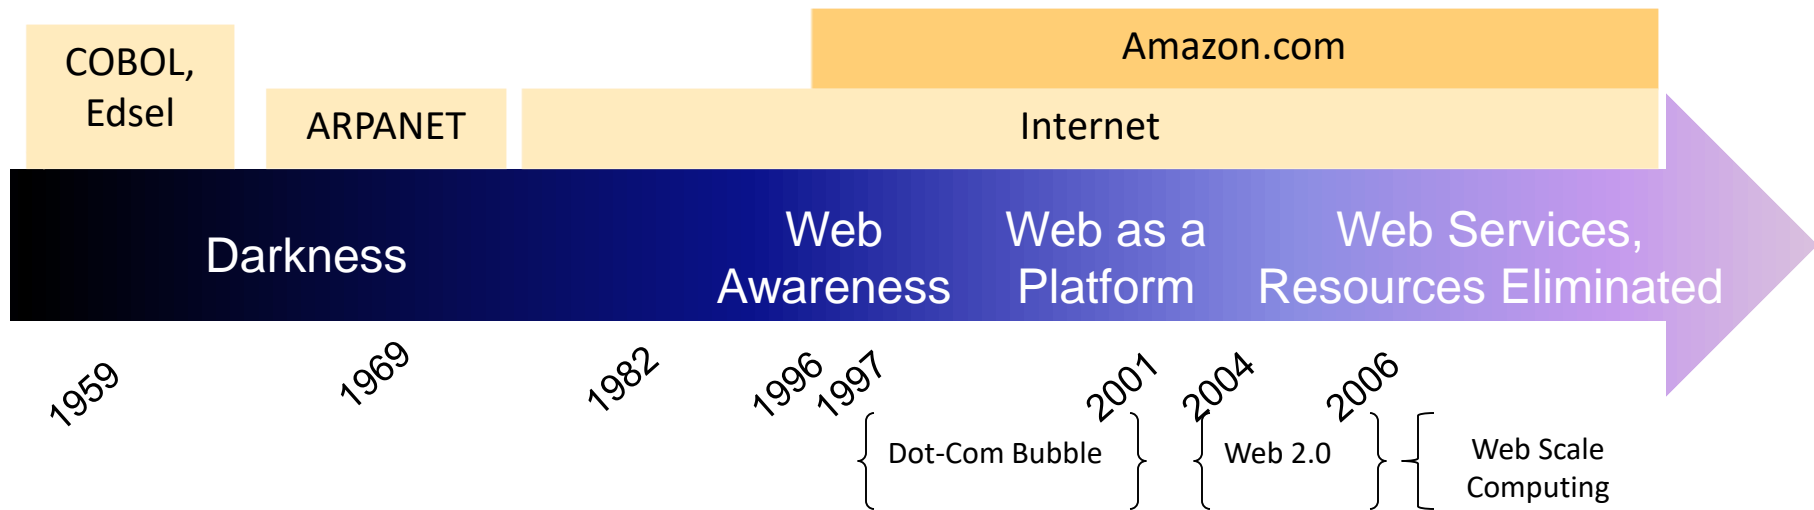 Amazon.com
COBOL,
Edsel
ARPANET
Internet
Darkness
Web
Awareness
Web as a
Platform
Web Services,
Resources Eliminated
1959
1969
1982
1996
1997
2001
2004
2006
Dot-Com Bubble
Web 2.0
Web Scale
Computing